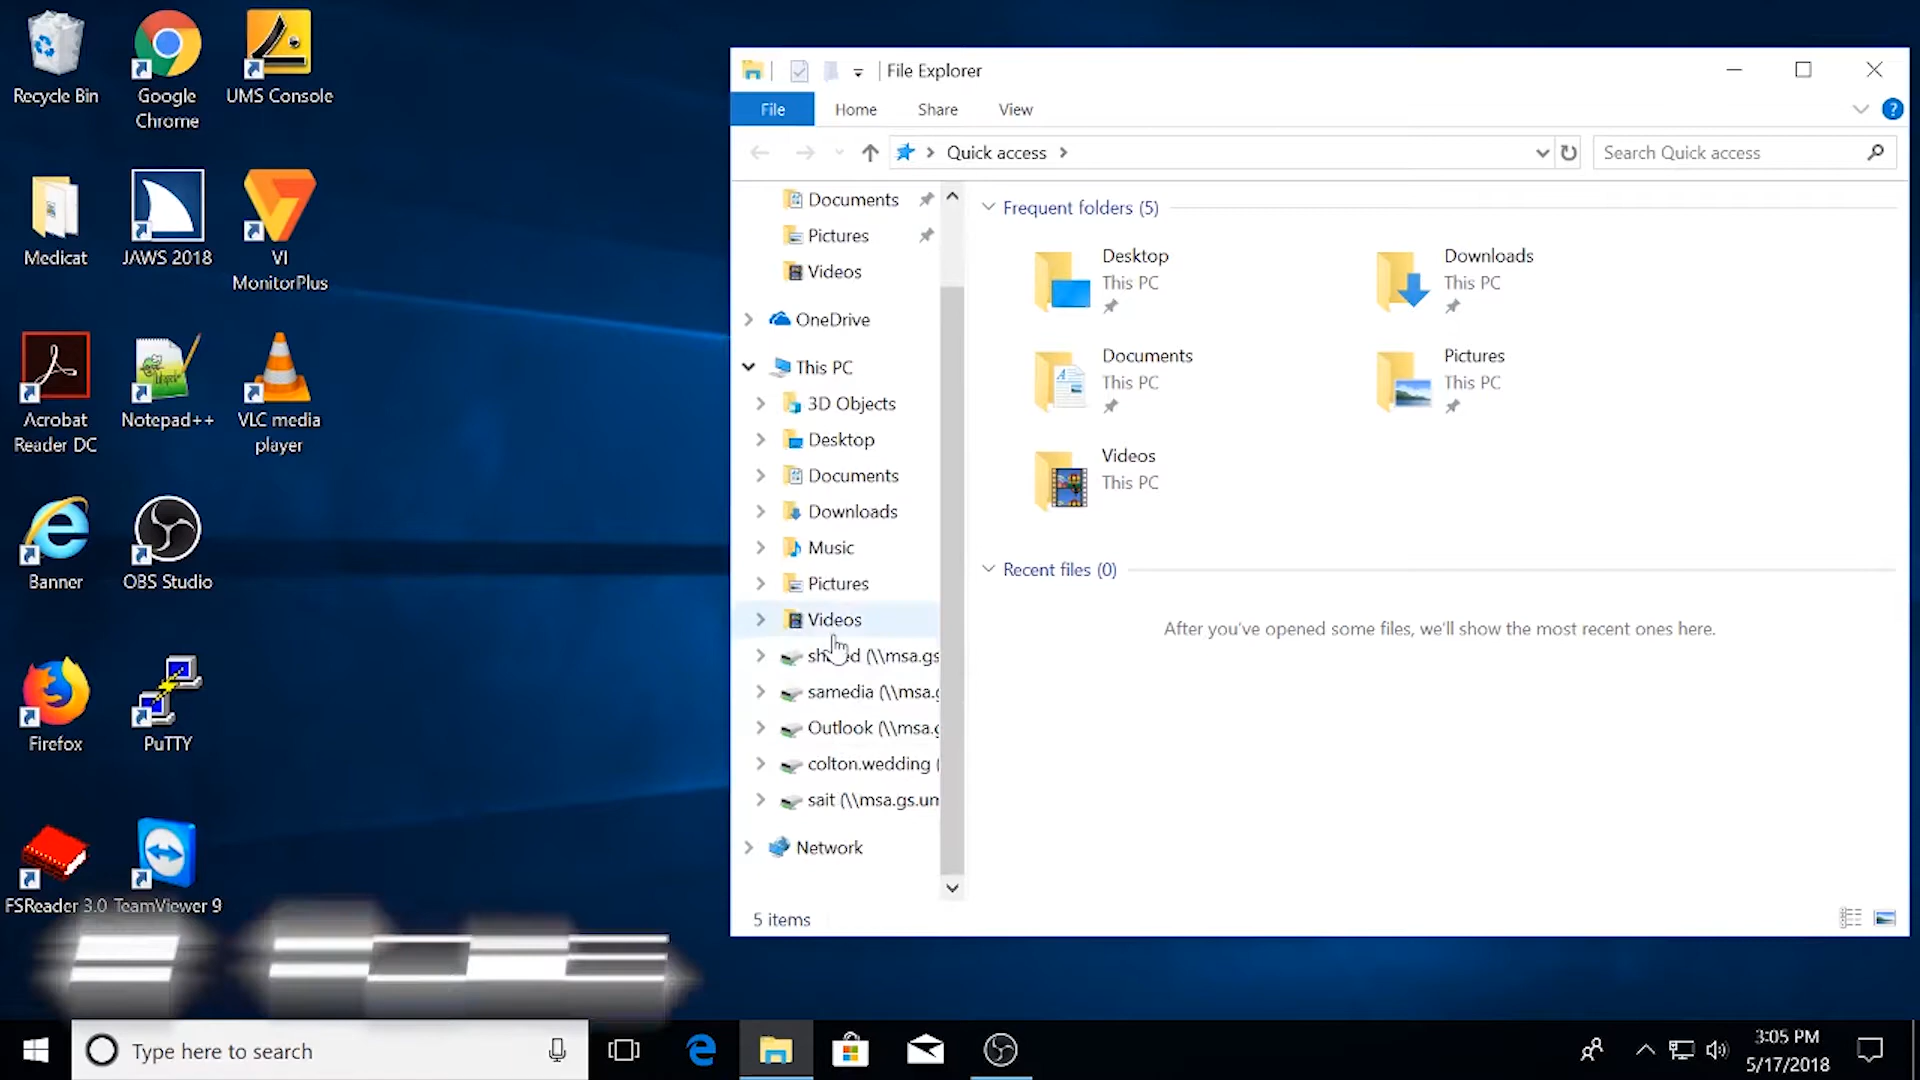 Recycle Bin
Google
Chrome
UMS Console
Medicat
JAWS 2018
VI
MonitorPlus
Acrobat
Reader DC
Notepad++
VLC media
player
Banner
OBS Studio
Firefox
PuTTY
FSReader 3.0
TeamViewer 9
File Explorer
File
Home
Share
View
?
Quick access
Search Quick access
Documents
Pictures
Videos
OneDrive
This PC
3D Objects
Desktop
Documents
Downloads
Music
Pictures
Videos
(\\msa.gs
samedia (\\msa.g
Outlook (\\msa.g
colton.wedding (
sait (\\msa.gs.um
Network
Frequent folders (5)
Desktop
This PC
Downloads
This PC
Documents
This PC
Pictures
This PC
Videos
This PC
Recent files (0)
After you've opened some files, we'll show the most recent ones here.
5 items
Type here to search
3:05 PM
5/17/2018